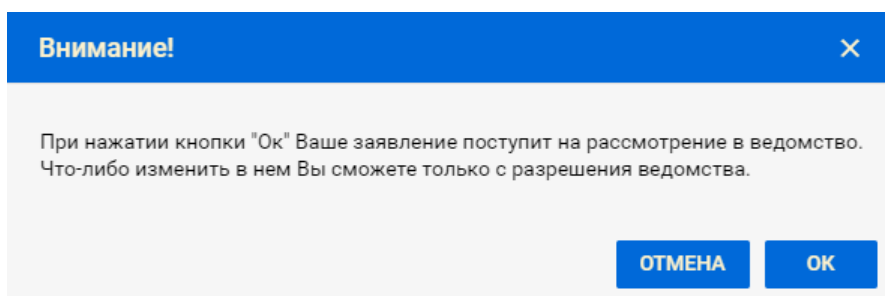 Внимание!
При нажатии кнопки "Ок" Ваше заявление поступит на рассмотрение в ведомство.
Что-либо изменить в нем Вы сможете только с разрешения ведомства.
ОТМЕНА ОК